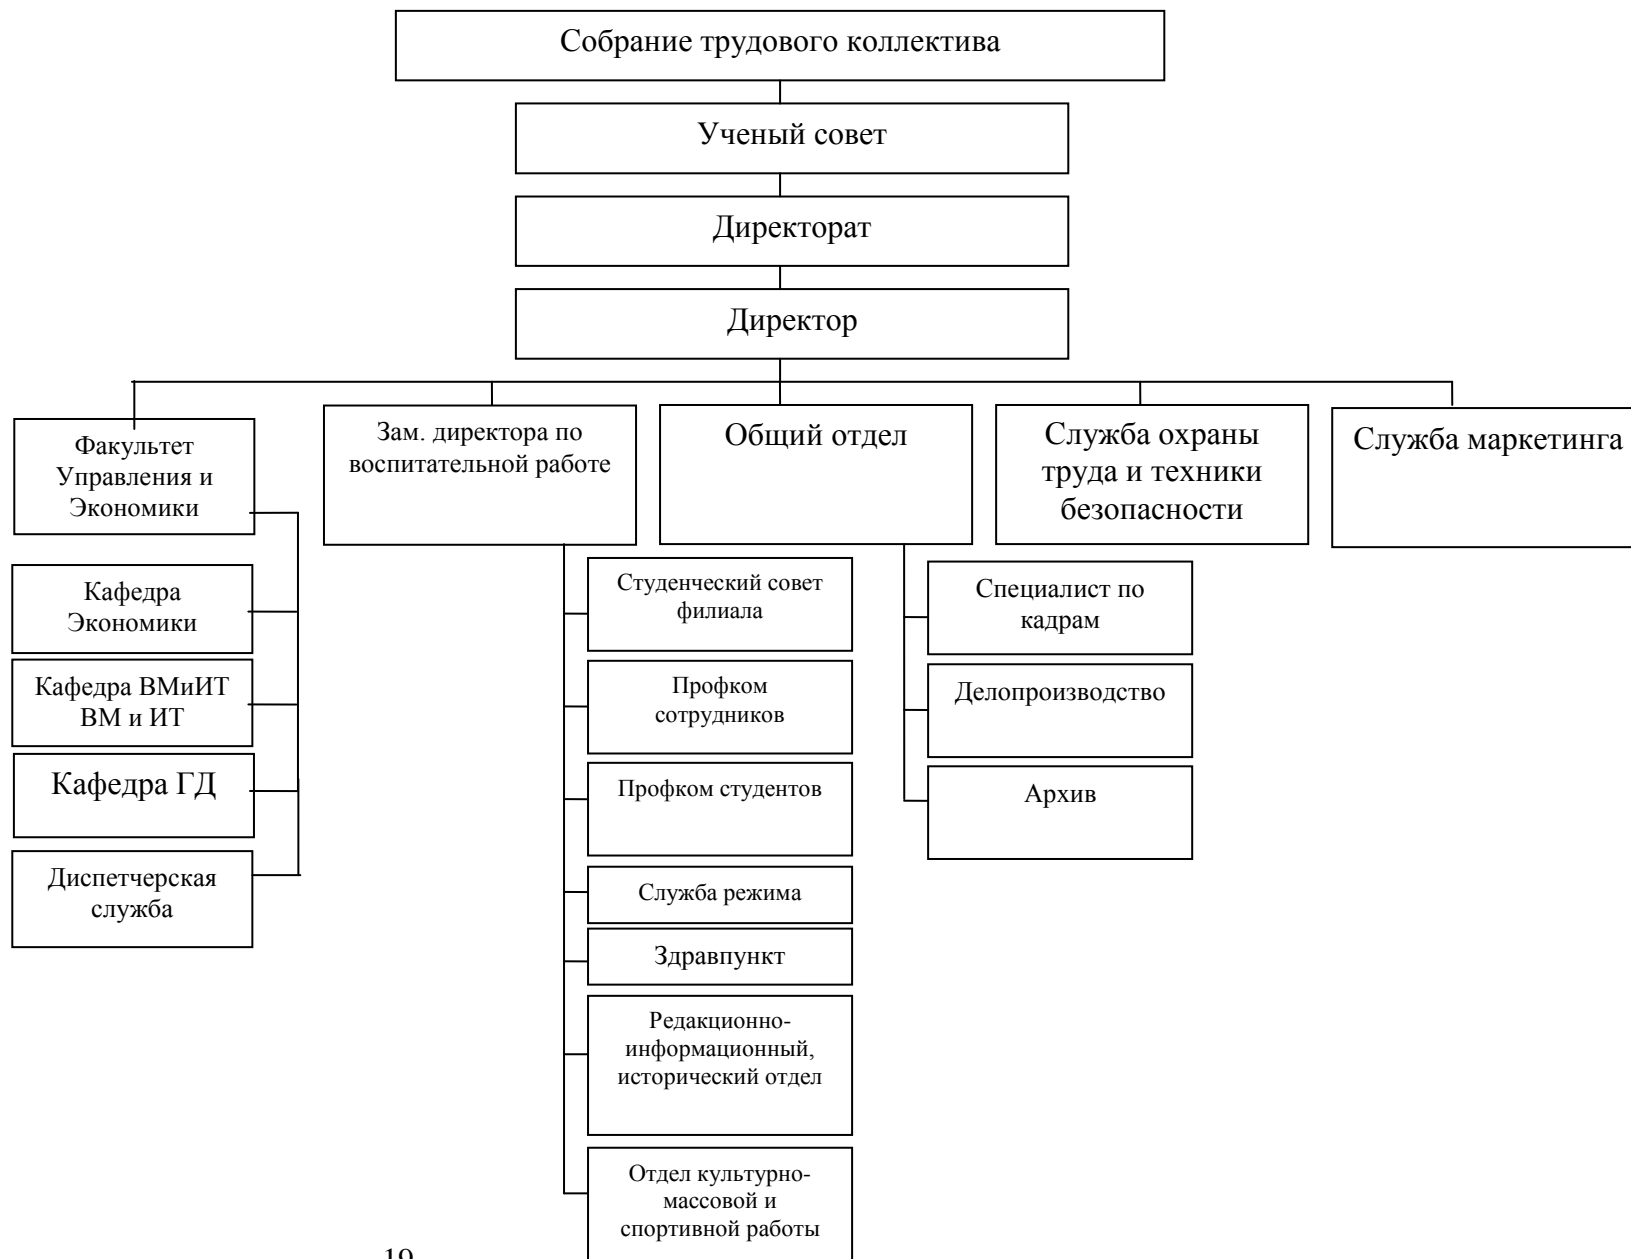 Собрание трудового коллектива
Ученый совет
Директорат
Директор
Факультет
Управления и
Экономики
Зам. директора по
воспитательной работе
Общий отдел
Служба охраны
труда и техники
безопасности
Служба маркетинга
Кафедра
Экономики
Кафедра ВМиИТ
ВМ и ИТ
Кафедра ГД
Диспетчерская
служба
Студенческий совет
филиала
Профком
сотрудников
Профком студентов
Служба режима
Здравпункт
Редакционно-
информационный,
исторический отдел
Отдел культурно-
массовой и
спортивной работы
Специалист по
кадрам
Делопроизводство
Архив
19